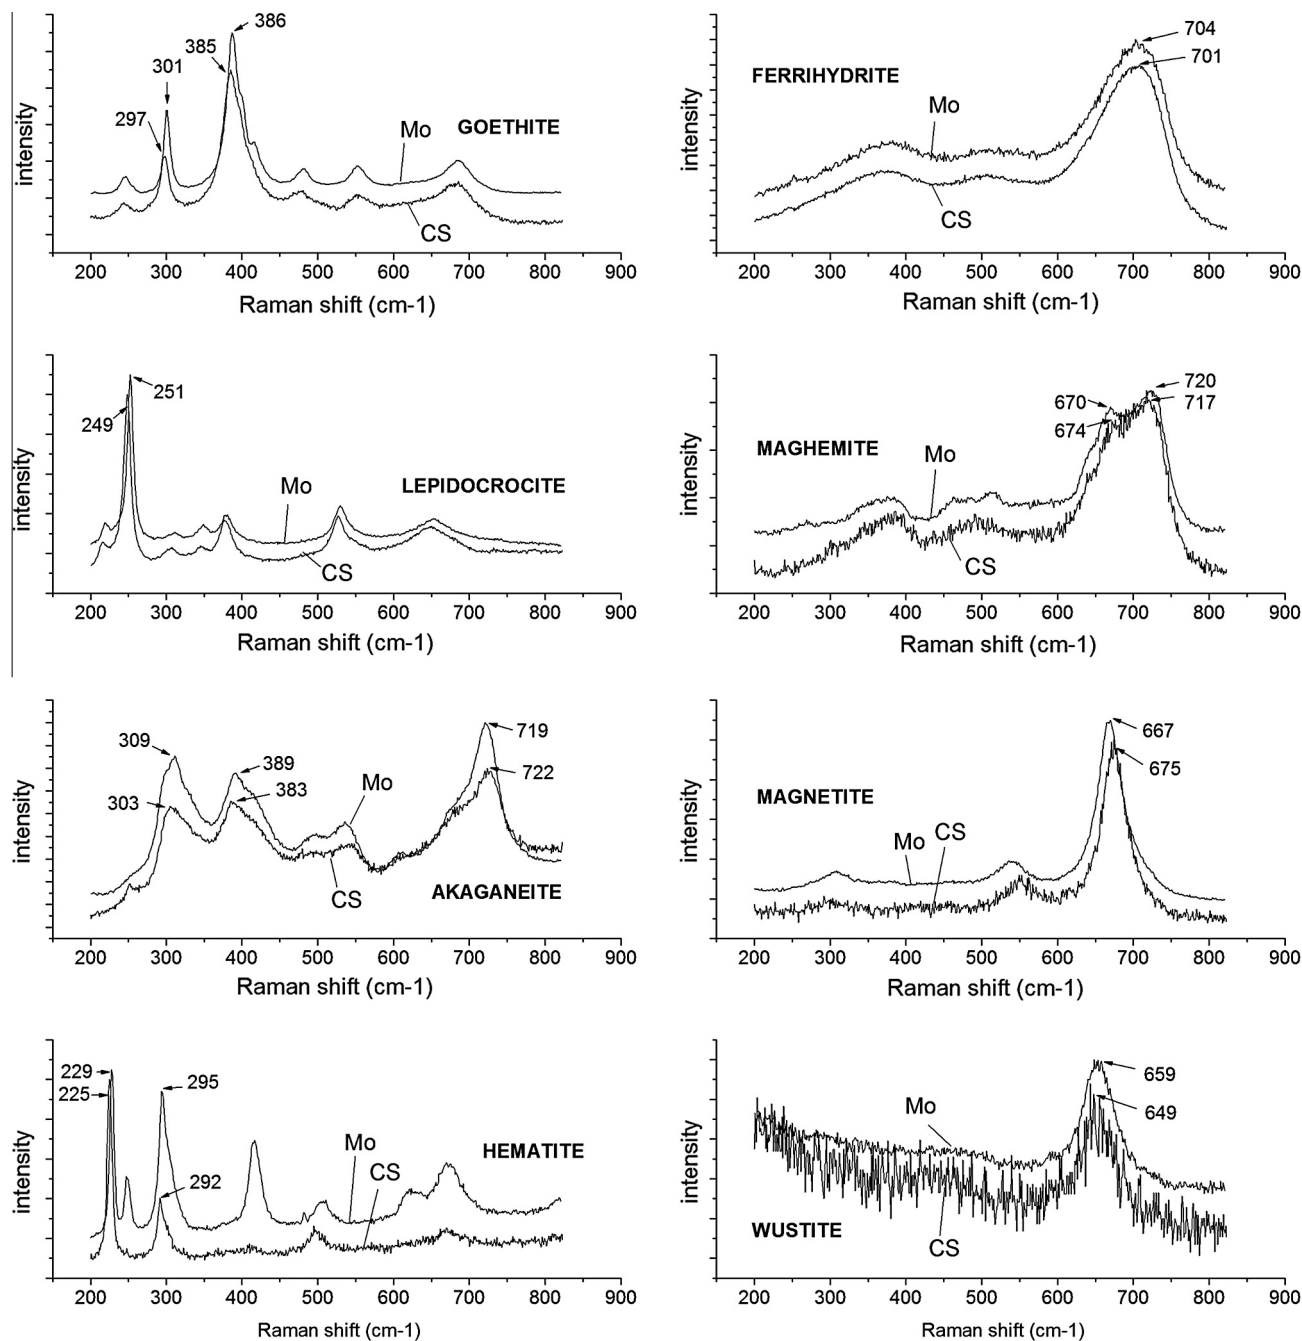 386
385
301
297
GOETHITE
Mo
CS
intensity
200 300 400 500 600 700 800 900
Raman shift (cm-1)
704
701
FERRIHYDRITE
Mo
CS
intensity
200 300 400 500 600 700 800 900
Raman shift (cm-1)
251
249
Mo
LEPIDOCROCITE
CS
intensity
200 300 400 500 600 700 800 900
Raman shift (cm-1)
720
670
717
674
MAGHEMITE
Mo
CS
intensity
200 300 400 500 600 700 800 900
Raman shift (cm-1)
719
309
389
722
Mo
383
303
CS
AKAGANEITE
intensity
200 300 400 500 600 700 800 900
Raman shift (cm-1)
667
675
MAGNETITE
Mo
CS
intensity
200 300 400 500 600 700 800 900
Raman shift (cm-1)
229
295
225
Mo
HEMATITE
CS
292
intensity
200 300 400 500 600 700 800 900
Raman shift (cm-1)
659
Mo
649
WUSTITE
CS
intensity
200 300 400 500 600 700 800 900
Raman shift (cm-1)